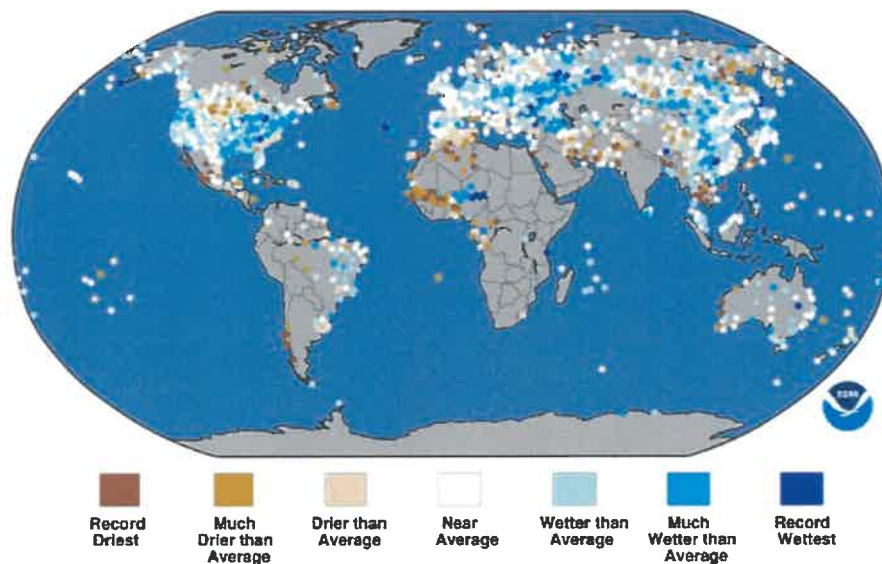 Record
Driest
Much
Drier than
Average
Drier than
Average
Near
Average
Wetter than
Average
Much
Wetter than
Average
Record
Wettest